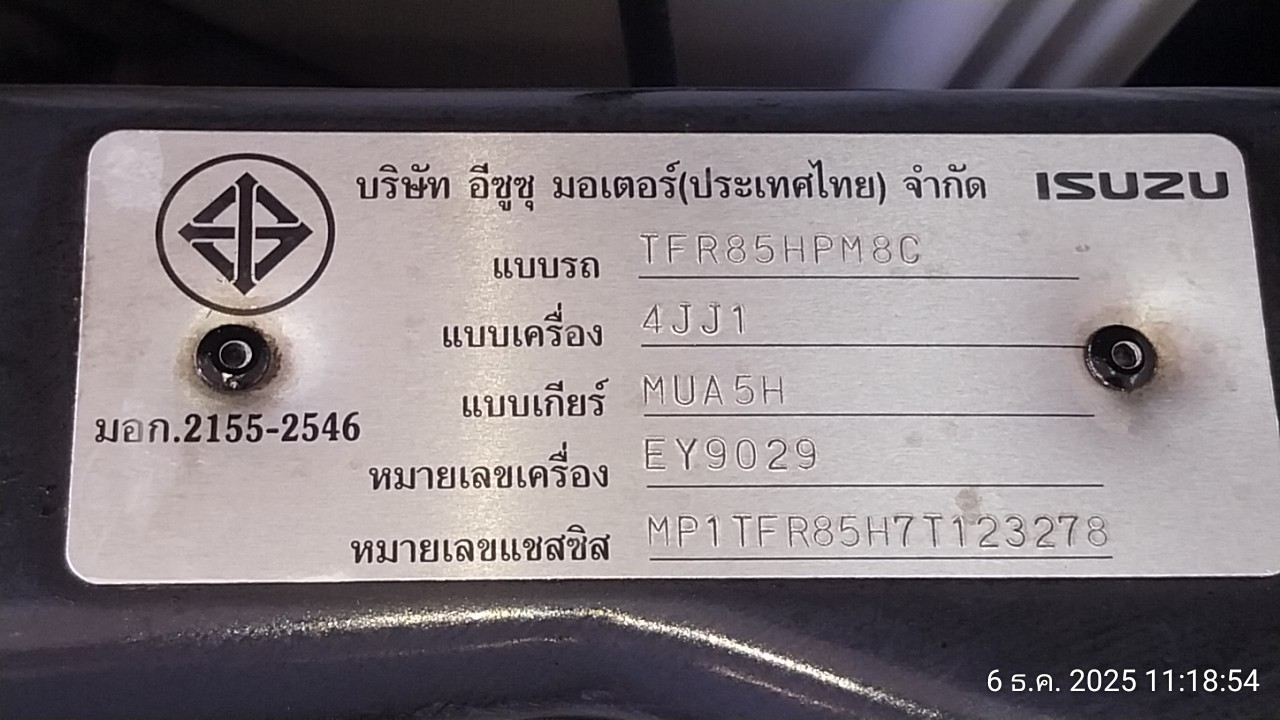 บริษัท อีซูซุ มอเตอร์(ประเทศไทย) จำกัด ISUZU
แบบรถ TFR85HPM8C
แบบเครื่อง 4JJ1
แบบเกียร์ MUA5H
มอก.2155-2546
หมายเลขเครื่อง EY9029
หมายเลขแชสซิส MP1TFR85H7T123278
6 ธ.ค. 2025 11:18:54